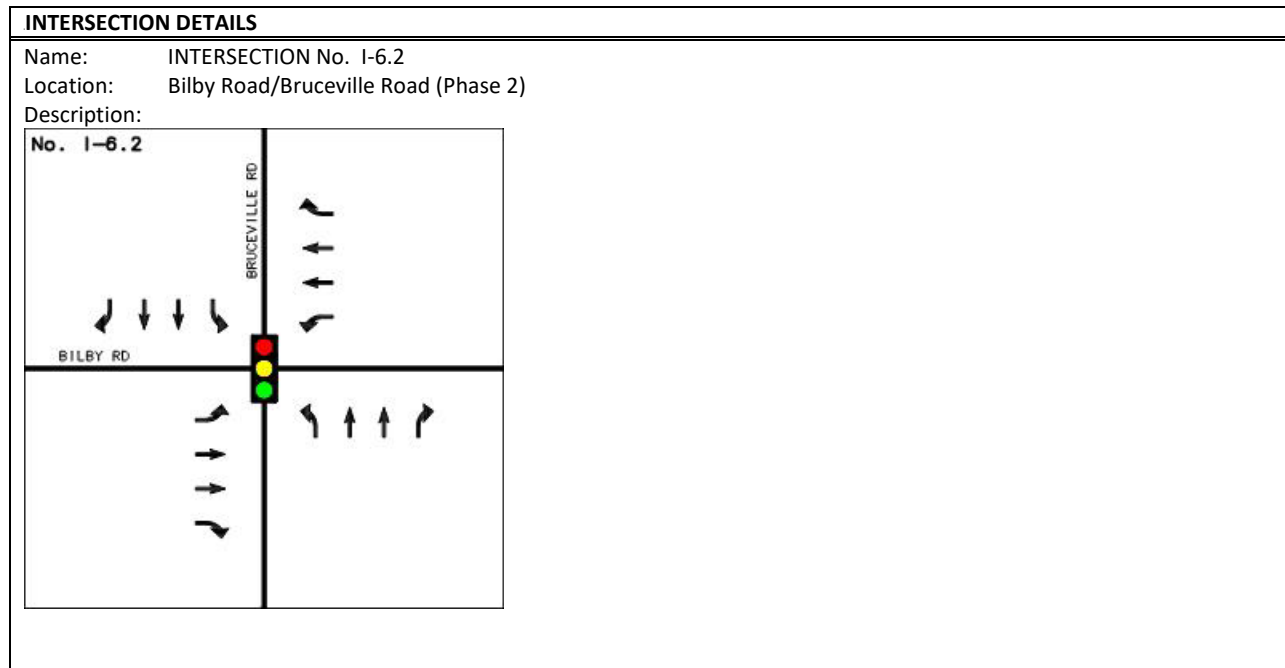 INTERSECTION DETAILS
Name: INTERSECTION No. I-6.2
Location: Bilby Road/Bruceville Road (Phase 2)
Description:
No. I-6.2
BRUCEVILLE RD
BILBY RD